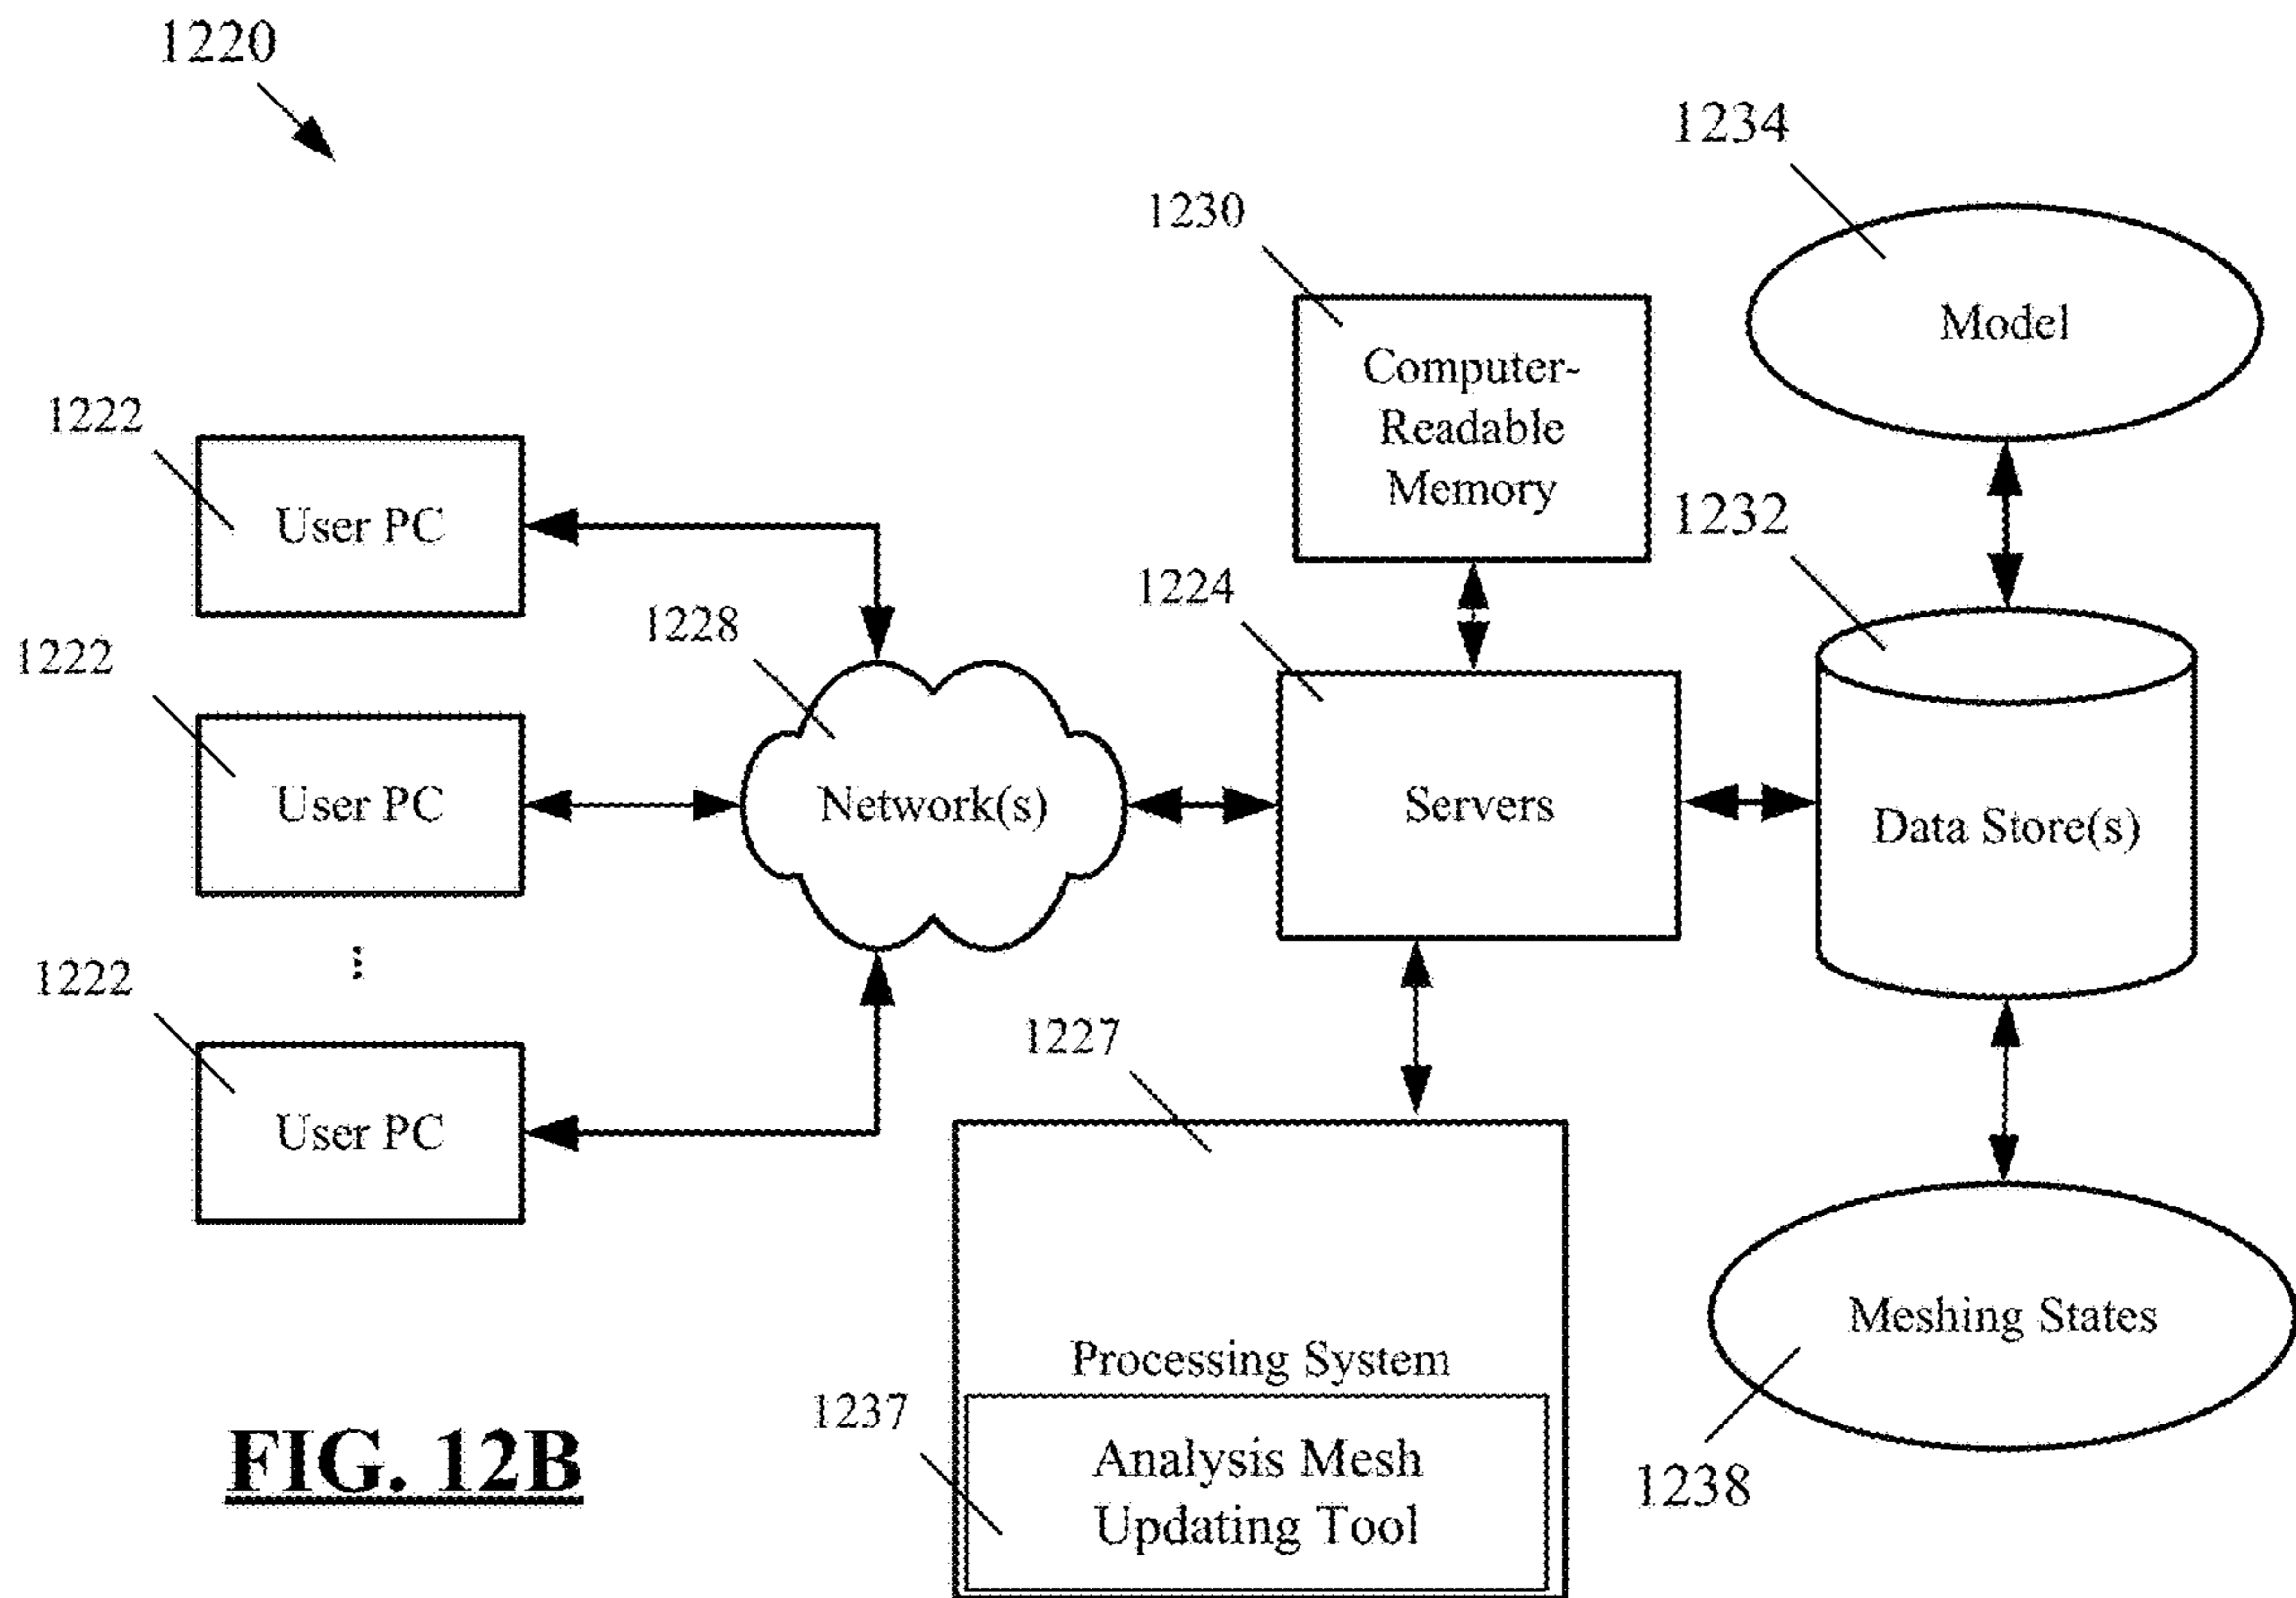 1220
1234
1230
Model
Computer-
Readable
Memory
1222
User PC
1232
1224
1228
1222
User PC
Network(s)
Servers
Data Store(s)
...
1222
User PC
1227
Processing System
Meshing States
1237
Analysis Mesh
Updating Tool
1238
FIG. 12B